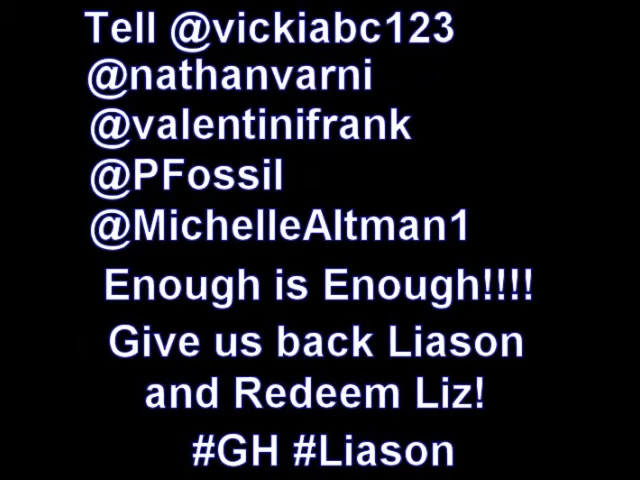 Tell @vickiabc123
@nathanvarni
@valentinifrank
@PFossil
@MichelleAltman1
Enough is Enough!!!!
Give us back Liason
and Redeem Liz!
#GH #Liason